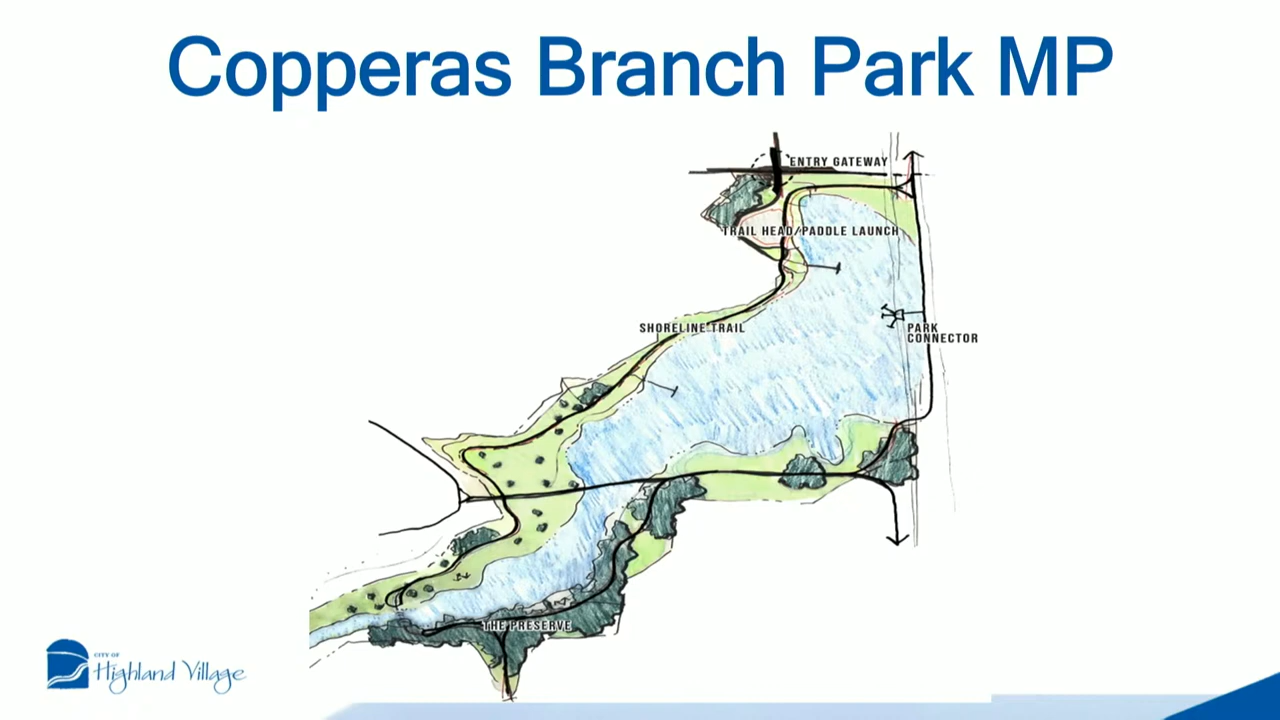 Copperas Branch Park MP
ENTRY GATEWAY
TRAIL HEAD/PADDLE LAUNCH
SHORELINE TRAIL
PARK
CONNECTOR
THE PRESERVE
CITY OF
Highland Village